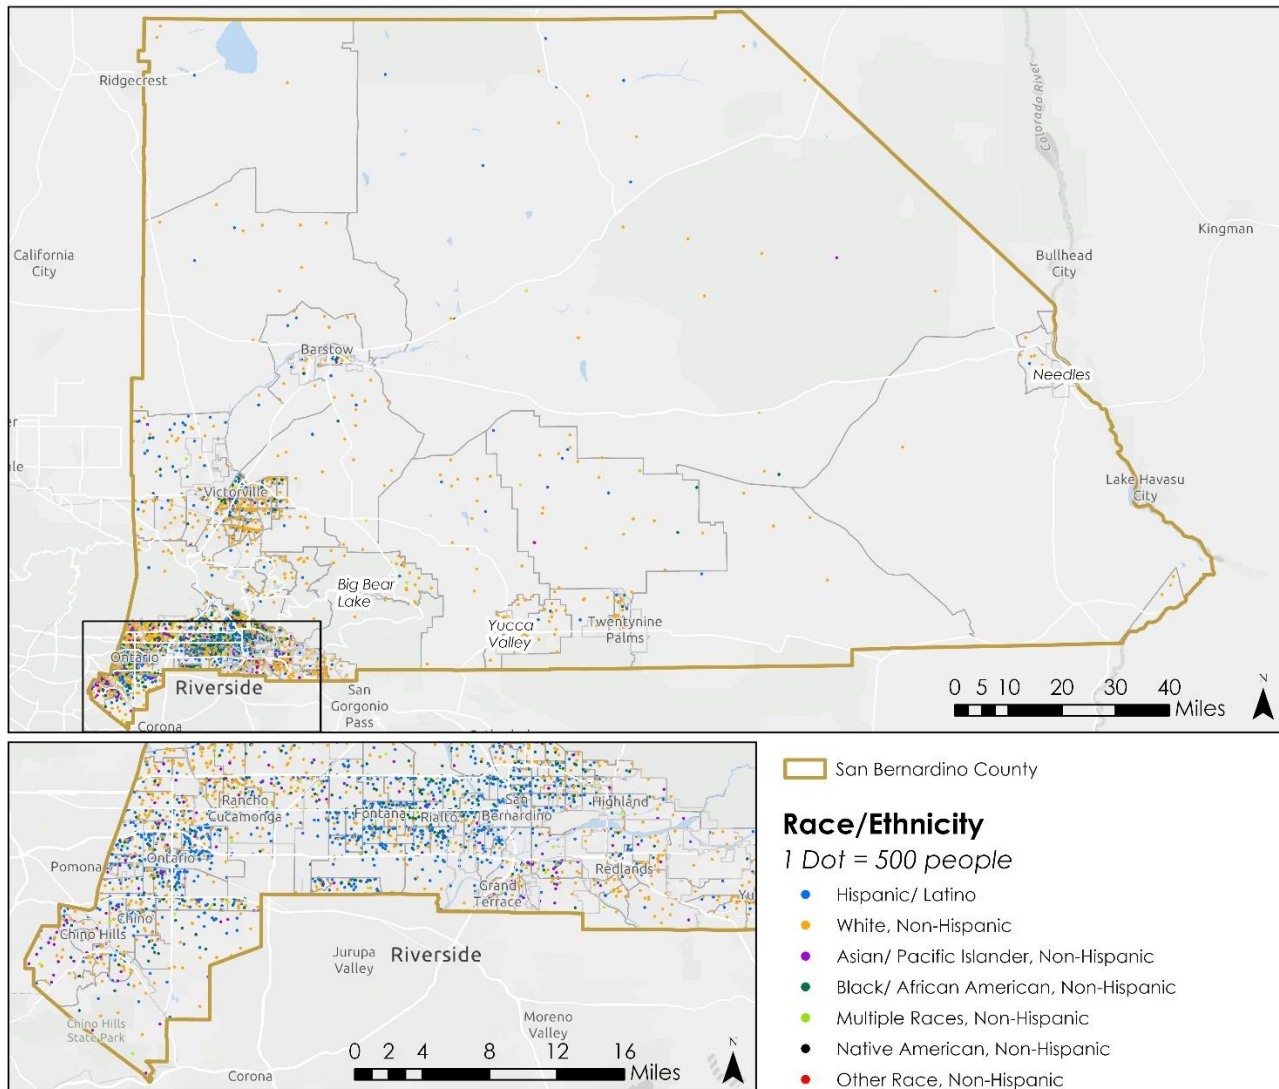 Ridgecrest
Colorado River
Kingman
California
City
Bullhead
City
Barstow
Needles
er
ale
Victorville
Lake Havasu
City
Big Bear
Lake
Yucca
Valley
Twentynine
Palms
Ontario
Riverside
San
Gorgonio
Pass
Corona
0 5 10 20 30 40
Miles
N
Rancho
Cucamonga
Fontana
Rialto
San
Bernardino
Highland
Pomona
Ontario
Redlands
Grand
Terrace
Yu
Chino
Chino Hills
Jurupa
Valley
Riverside
Chino Hills
State Park
Moreno
Valley
Corona
0 2 4 8 12 16
Miles
N
San Bernardino County
Race/Ethnicity
1 Dot = 500 people
Hispanic/ Latino
White, Non-Hispanic
Asian/ Pacific Islander, Non-Hispanic
Black/ African American, Non-Hispanic
Multiple Races, Non-Hispanic
Native American, Non-Hispanic
Other Race, Non-Hispanic